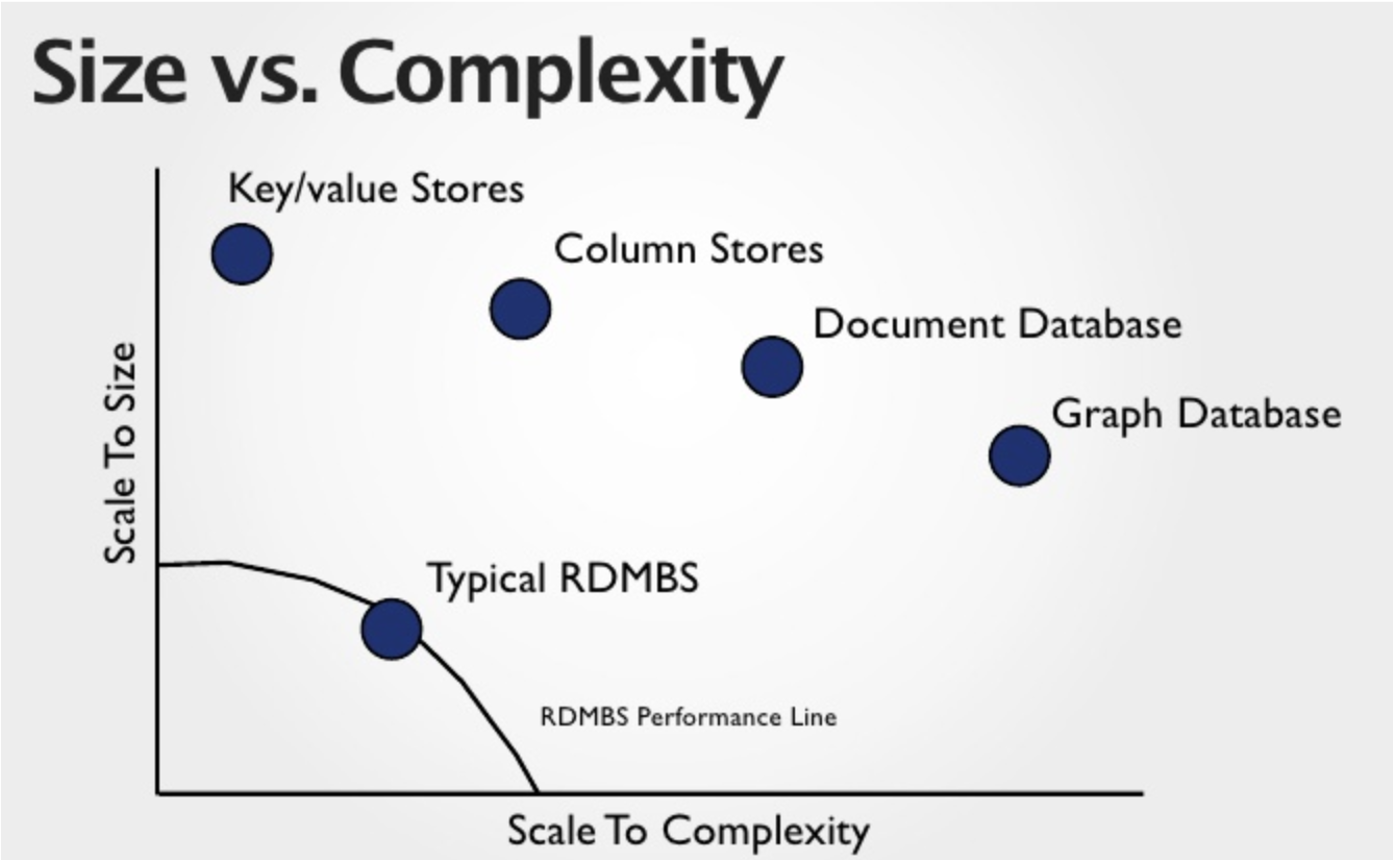 Size vs. Complexity
Key/value Stores
Column Stores
Document Database
Graph Database
Scale To Size
Typical RDMBS
RDMBS Performance Line
Scale To Complexity